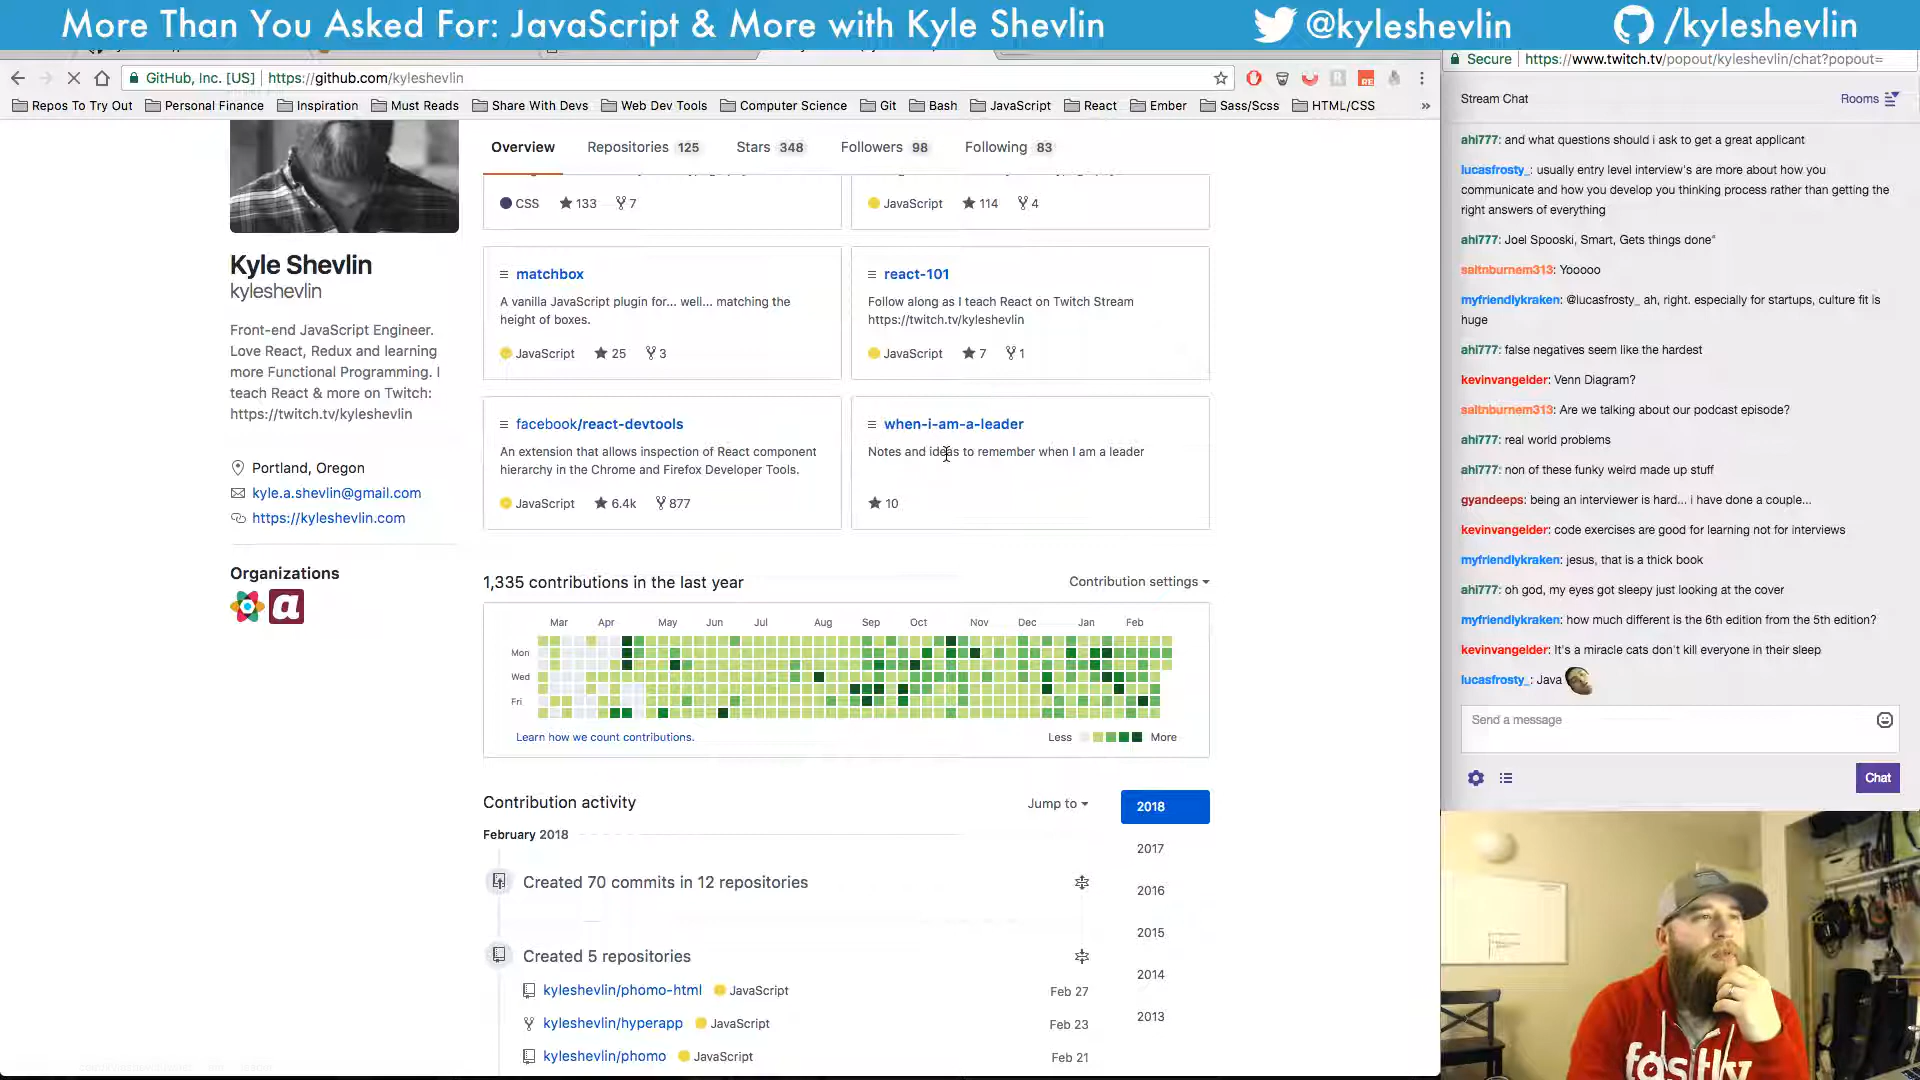 More Than You Asked For: JavaScript & More with Kyle Shevlin
@kyleshevlin
/kyleshevlin
GitHub, Inc. [US] | https://github.com/kyleshevlin
Repos To Try Out
Personal Finance
Inspiration
Must Reads
Share With Devs
Web Dev Tools
Computer Science
Git
Bash
JavaScript
React
Ember
Sass/Scss
HTML/CSS
»
Overview
Repositories 125
Stars 348
Followers 98
Following 83
CSS 133 7
JavaScript 114 4
matchbox
A vanilla JavaScript plugin for... well... matching the
height of boxes.
JavaScript 25 3
react-101
Follow along as I teach React on Twitch Stream
https://twitch.tv/kyleshevlin
JavaScript 7 1
facebook/react-devtools
An extension that allows inspection of React component
hierarchy in the Chrome and Firefox Developer Tools.
JavaScript 6.4k 877
when-i-am-a-leader
Notes and ideas to remember when I am a leader
10
Kyle Shevlin
kyleshevlin
Front-end JavaScript Engineer.
Love React, Redux and learning
more Functional Programming. I
teach React & more on Twitch:
https://twitch.tv/kyleshevlin
Portland, Oregon
kyle.a.shevlin@gmail.com
https://kyleshevlin.com
Organizations
a
1,335 contributions in the last year
Contribution settings
Mar Apr May Jun Jul Aug Sep Oct Nov Dec Jan Feb
Mon
Wed
Fri
Learn how we count contributions.
Less
More
Contribution activity
Jump to
2018
2017
2016
2015
2014
2013
February 2018
Created 70 commits in 12 repositories
Created 5 repositories
kyleshevlin/phomo-html JavaScript Feb 27
kyleshevlin/hyperapp JavaScript Feb 23
kyleshevlin/phomo JavaScript Feb 21
Secure | https://www.twitch.tv/popout/kyleshevlin/chat?popout=
Stream Chat
Rooms
ahl777: and what questions should i ask to get a great applicant
lucasfrosty_: usually entry level interview's are more about how you
communicate and how you develop you thinking process rather than getting the
right answers of everything
ahl777: Joel Spooski, Smart, Gets things done"
saltnburnem313: Yooooo
myfriendlykraken: @lucasfrosty_ ah, right. especially for startups, culture fit is
huge
ahl777: false negatives seem like the hardest
kevinvangelder: Venn Diagram?
saltnburnem313: Are we talking about our podcast episode?
ahl777: real world problems
ahl777: non of these funky weird made up stuff
gyandeeps: being an interviewer is hard... i have done a couple...
kevinvangelder: code exercises are good for learning not for interviews
myfriendlykraken: jesus, that is a thick book
ahl777: oh god, my eyes got sleepy just looking at the cover
myfriendlykraken: how much different is the 6th edition from the 5th edition?
kevinvangelder: It's a miracle cats don't kill everyone in their sleep
lucasfrosty_: Java
Send a message
Chat
fastly